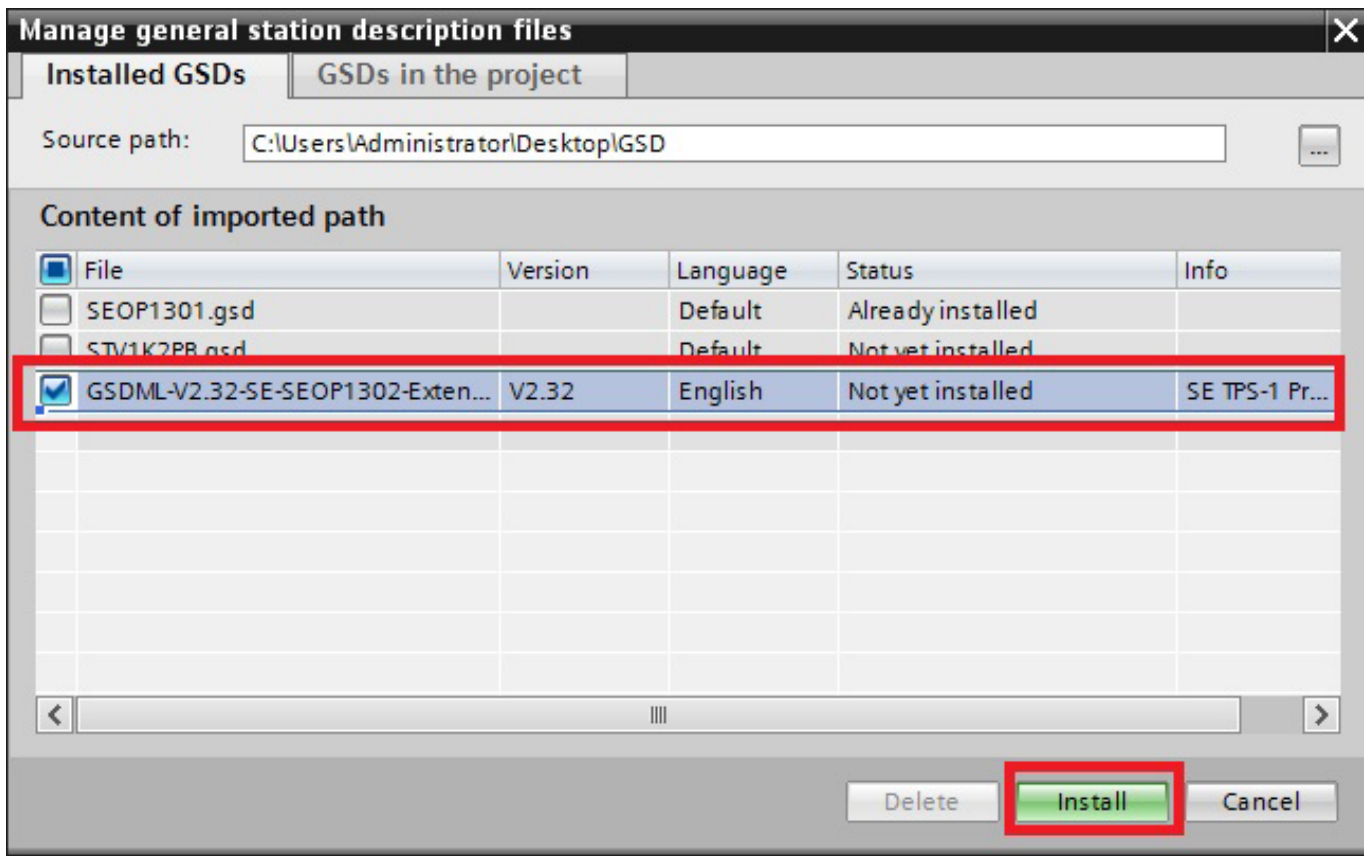 Manage general station description files
Installed GSDs GSDs in the project
Source path: C:\Users\Administrator\Desktop\GSD ...
Content of imported path
File Version Language Status Info
SEOP1301.gsd Default Already installed
STV1K2PB.gsd Default Not yet installed
GSDML-V2.32-SE-SEOP1302-Exten... V2.32 English Not yet installed SE TPS-1 Pr...
Delete Install Cancel